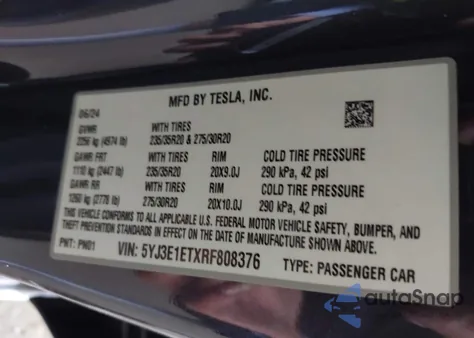 MFD BY TESLA, INC.
06/24
GVWR WITH TIRES
2256 kg (4974 lb) 235/35R20 & 275/30R20
GAWR FRT WITH TIRES RIM COLD TIRE PRESSURE
1110 kg (2447 lb) 235/35R20 20X9.0J 290 kPa, 42 psi
GAWR RR WITH TIRES RIM COLD TIRE PRESSURE
1260 kg (2778 lb) 275/30R20 20X10.0J 290 kPa, 42 psi
THIS VEHICLE CONFORMS TO ALL APPLICABLE U.S. FEDERAL MOTOR VEHICLE SAFETY, BUMPER, AND
THEFT PREVENTION STANDARDS IN EFFECT ON THE DATE OF MANUFACTURE SHOWN ABOVE.
PNT: PN01 VIN: 5YJ3E1ETXRF808376 TYPE: PASSENGER CAR
autoSnap